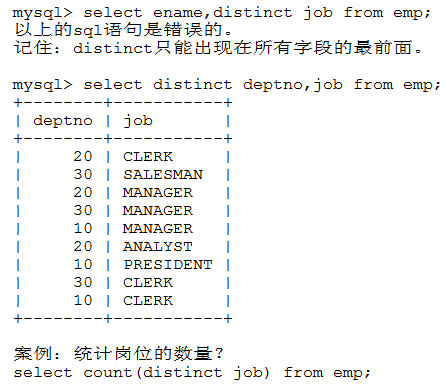 mysql> select ename,distinct job from emp;
以上的sql语句是错误的。
记住：distinct只能出现在所有字段的最前面。
mysql> select distinct deptno,job from emp;
+--------+-----------+
| deptno | job       |
+--------+-----------+
|     20 | CLERK     |
|     30 | SALESMAN  |
|     20 | MANAGER   |
|     30 | MANAGER   |
|     10 | MANAGER   |
|     20 | ANALYST   |
|     10 | PRESIDENT |
|     30 | CLERK     |
|     10 | CLERK     |
+--------+-----------+
案例：统计岗位的数量？
select count(distinct job) from emp;